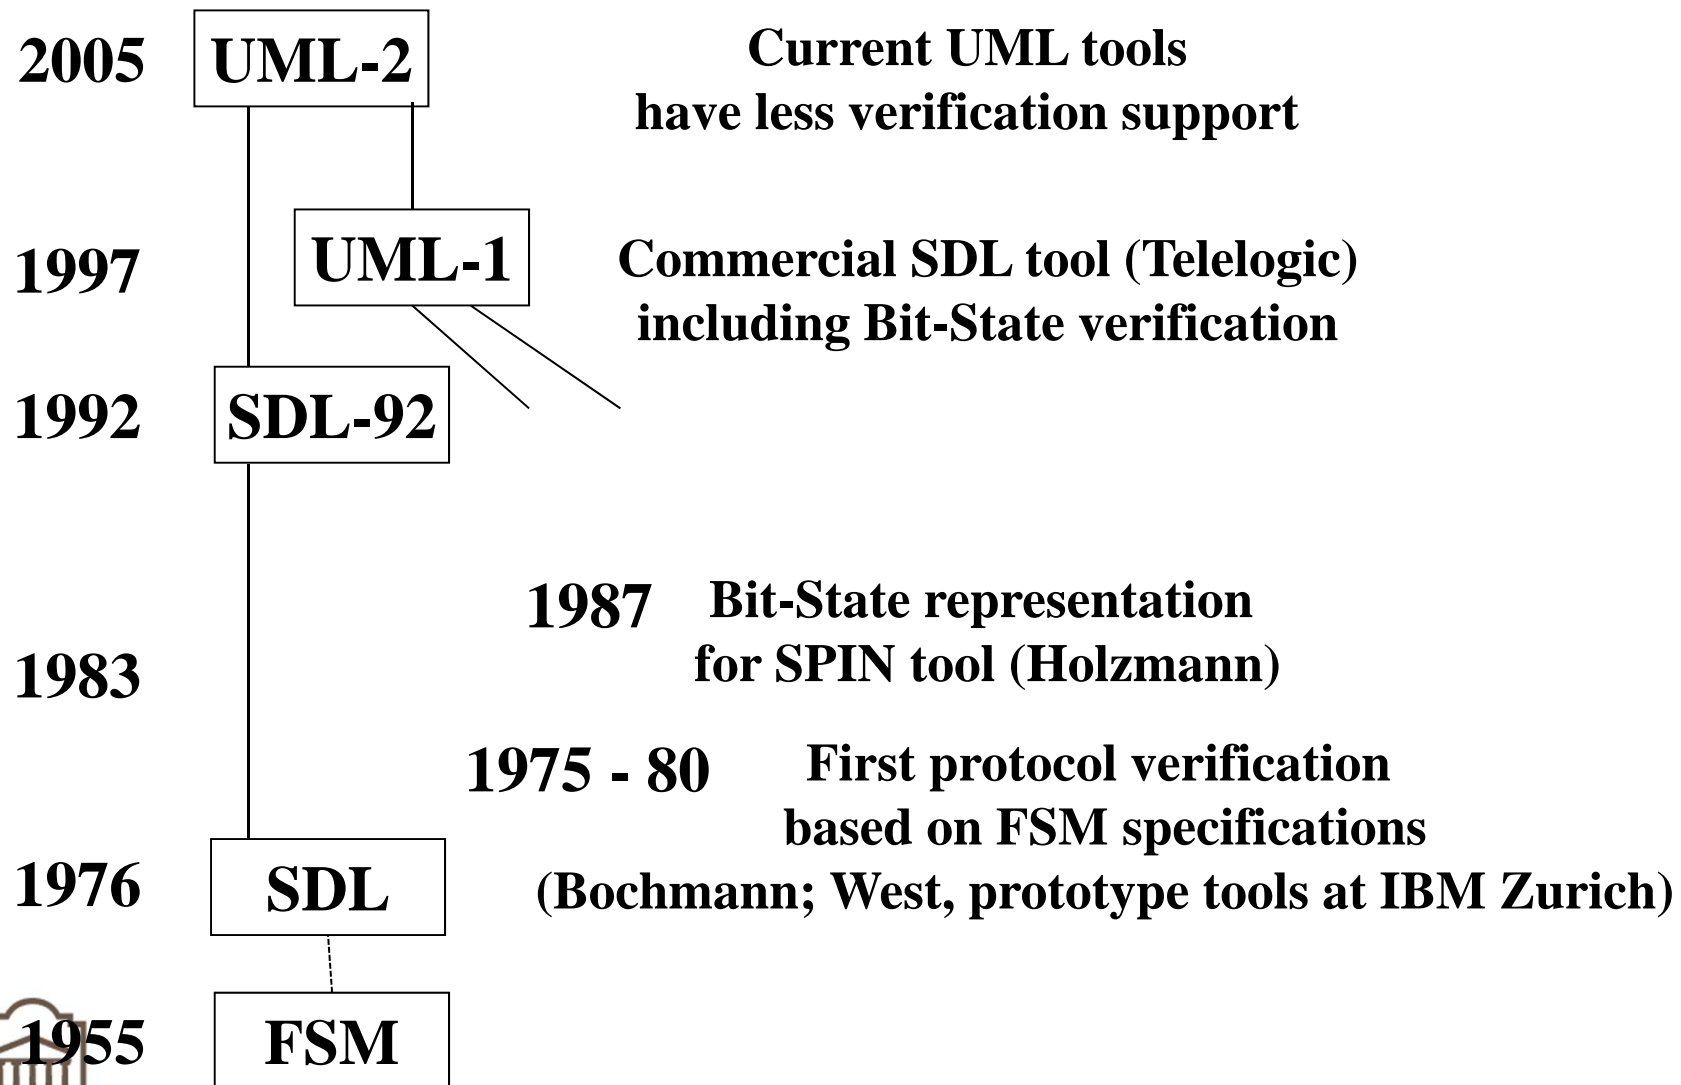 2005 UML-2 Current UML tools
have less verification support
1997 UML-1 Commercial SDL tool (Telelogic)
including Bit-State verification
1992 SDL-92
1987 Bit-State representation
for SPIN tool (Holzmann)
1983
1975 - 80 First protocol verification
based on FSM specifications
1976 SDL (Bochmann; West, prototype tools at IBM Zurich)
1955 FSM